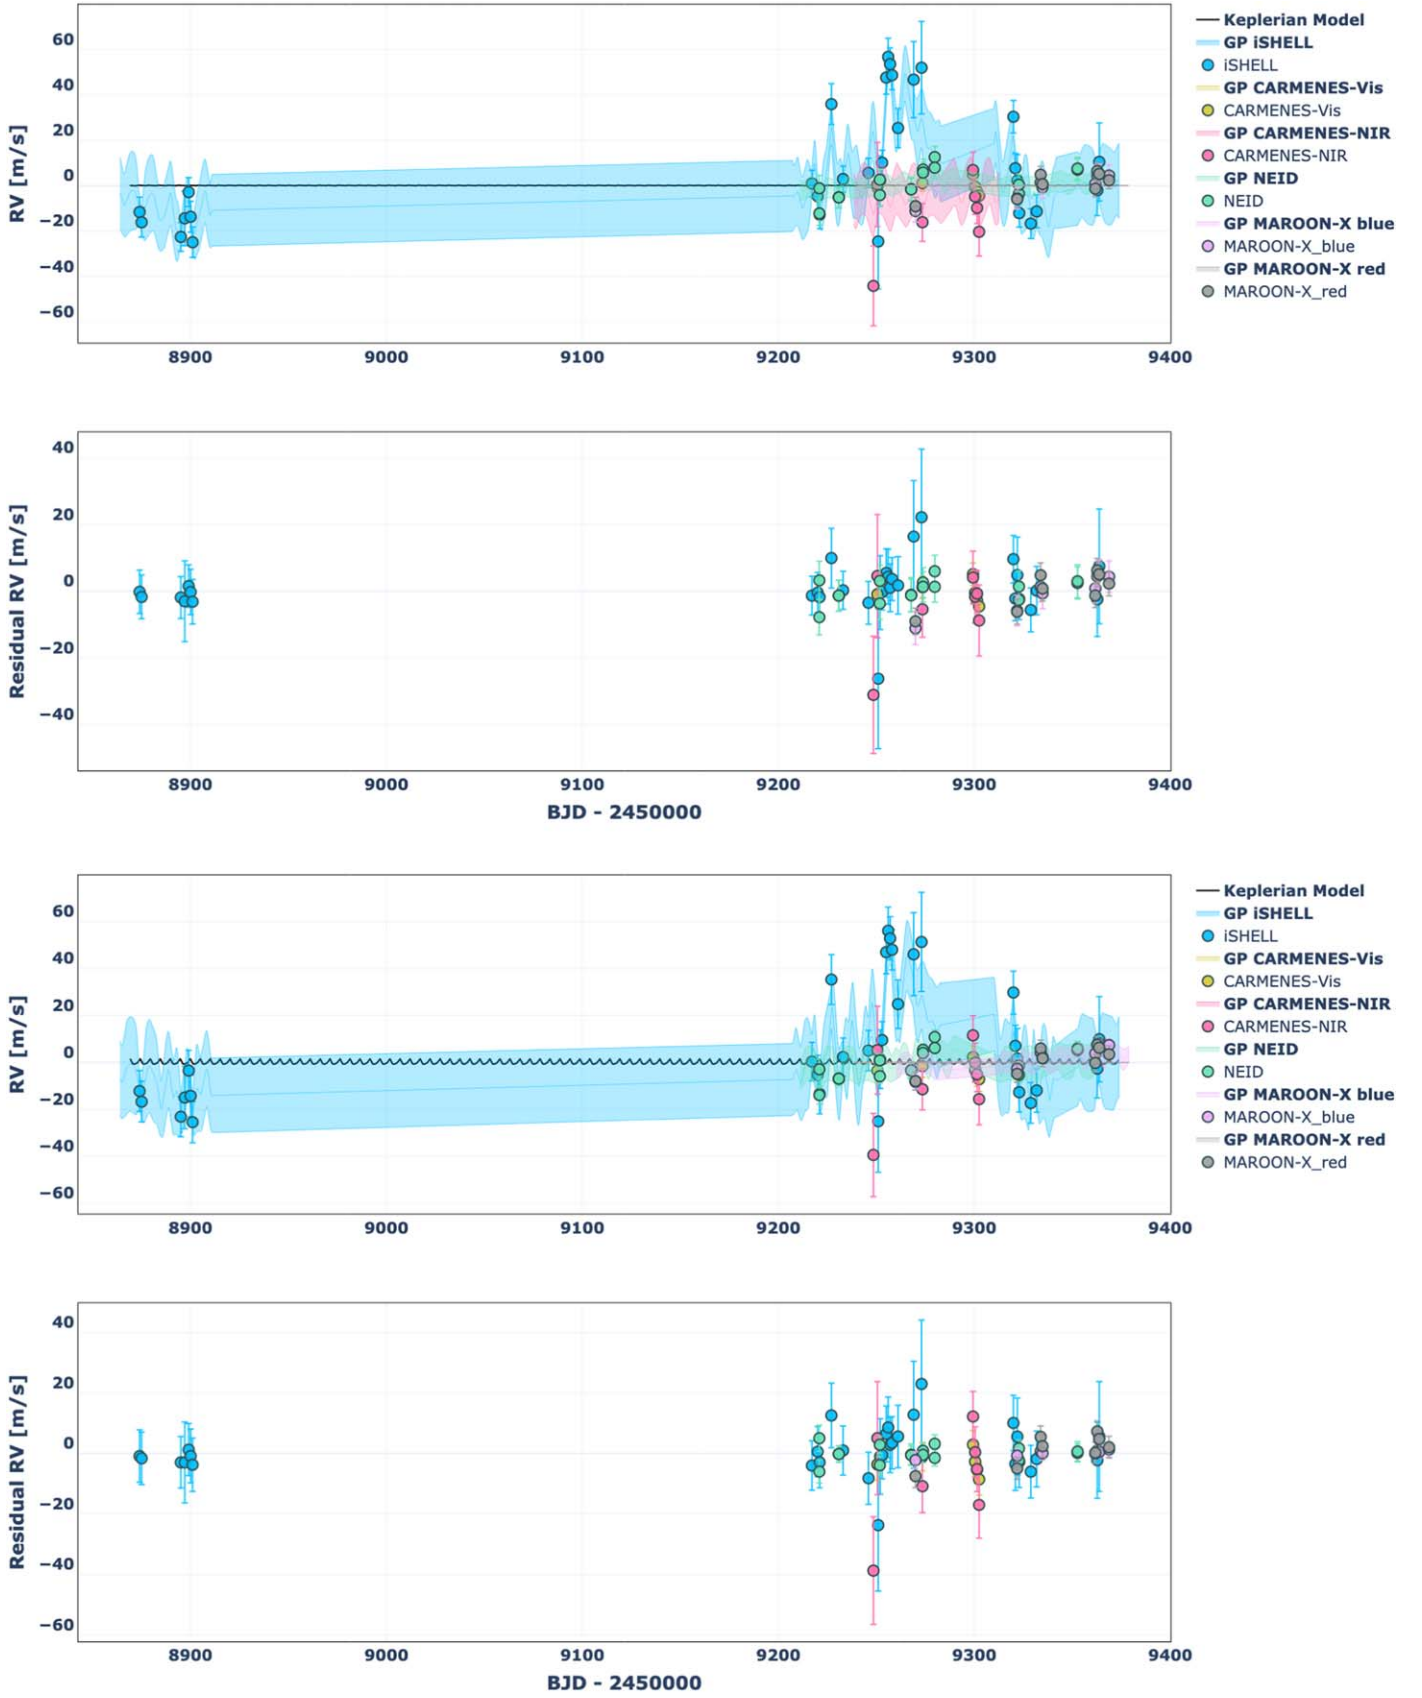 60
40
20
0
−20
−40
−60
RV [m/s]
8900 9000 9100 9200 9300 9400
Keplerian Model
GP iSHELL
iSHELL
GP CARMENES-Vis
CARMENES-Vis
GP CARMENES-NIR
CARMENES-NIR
GP NEID
NEID
GP MAROON-X blue
MAROON-X_blue
GP MAROON-X red
MAROON-X_red
40
20
0
−20
−40
Residual RV [m/s]
8900 9000 9100 9200 9300 9400
BJD - 2450000
60
40
20
0
−20
−40
−60
RV [m/s]
8900 9000 9100 9200 9300 9400
Keplerian Model
GP iSHELL
iSHELL
GP CARMENES-Vis
CARMENES-Vis
GP CARMENES-NIR
CARMENES-NIR
GP NEID
NEID
GP MAROON-X blue
MAROON-X_blue
GP MAROON-X red
MAROON-X_red
40
20
0
−20
−40
−60
Residual RV [m/s]
8900 9000 9100 9200 9300 9400
BJD - 2450000